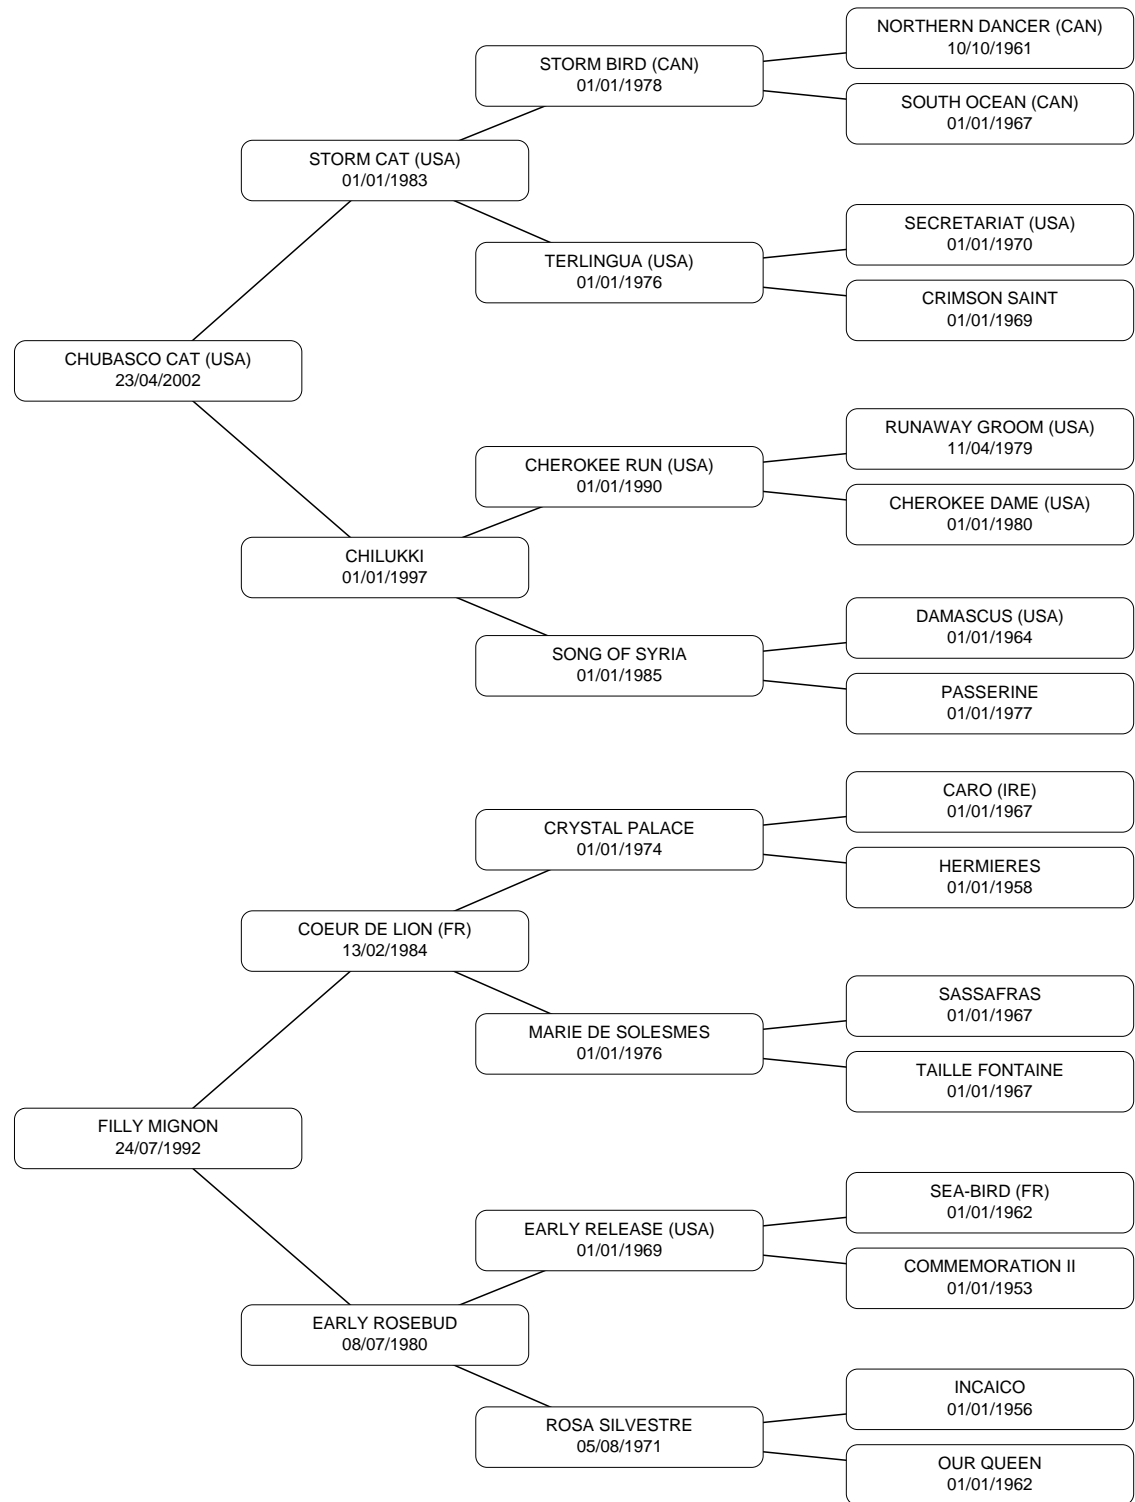 NORTHERN DANCER (CAN)
10/10/1961
STORM BIRD (CAN)
01/01/1978
SOUTH OCEAN (CAN)
01/01/1967
STORM CAT (USA)
01/01/1983
SECRETARIAT (USA)
01/01/1970
TERLINGUA (USA)
01/01/1976
CRIMSON SAINT
01/01/1969
CHUBASCO CAT (USA)
23/04/2002
RUNAWAY GROOM (USA)
11/04/1979
CHEROKEE RUN (USA)
01/01/1990
CHEROKEE DAME (USA)
01/01/1980
CHILUKKI
01/01/1997
DAMASCUS (USA)
01/01/1964
SONG OF SYRIA
01/01/1985
PASSERINE
01/01/1977
CARO (IRE)
01/01/1967
CRYSTAL PALACE
01/01/1974
HERMIERES
01/01/1958
COEUR DE LION (FR)
13/02/1984
SASSAFRAS
01/01/1967
MARIE DE SOLESMES
01/01/1976
TAILLE FONTAINE
01/01/1967
FILLY MIGNON
24/07/1992
SEA-BIRD (FR)
01/01/1962
EARLY RELEASE (USA)
01/01/1969
COMMEMORATION II
01/01/1953
EARLY ROSEBUD
08/07/1980
INCAICO
01/01/1956
ROSA SILVESTRE
05/08/1971
OUR QUEEN
01/01/1962